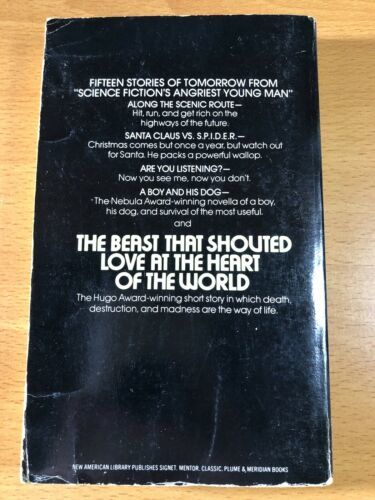 FIFTEEN STORIES OF TOMORROW FROM
"SCIENCE FICTION'S ANGRIEST YOUNG MAN"
ALONG THE SCENIC ROUTE—
Hit, run, and get rich on the
highways of the future.
SANTA CLAUS VS. S.P.I.D.E.R.—
Christmas comes but once a year, but watch out
for Santa. He packs a powerful wallop.
ARE YOU LISTENING?—
Now you see me, now you don't.
A BOY AND HIS DOG—
The Nebula Award-winning novella of a boy,
his dog, and survival of the most useful.
and
THE BEAST THAT SHOUTED
LOVE AT THE HEART
OF THE WORLD
The Hugo Award-winning short story in which death,
destruction, and madness are the way of life.
NEW AMERICAN LIBRARY PUBLISHES SIGNET, MENTOR, CLASSIC, PLUME & MERIDIAN BOOKS